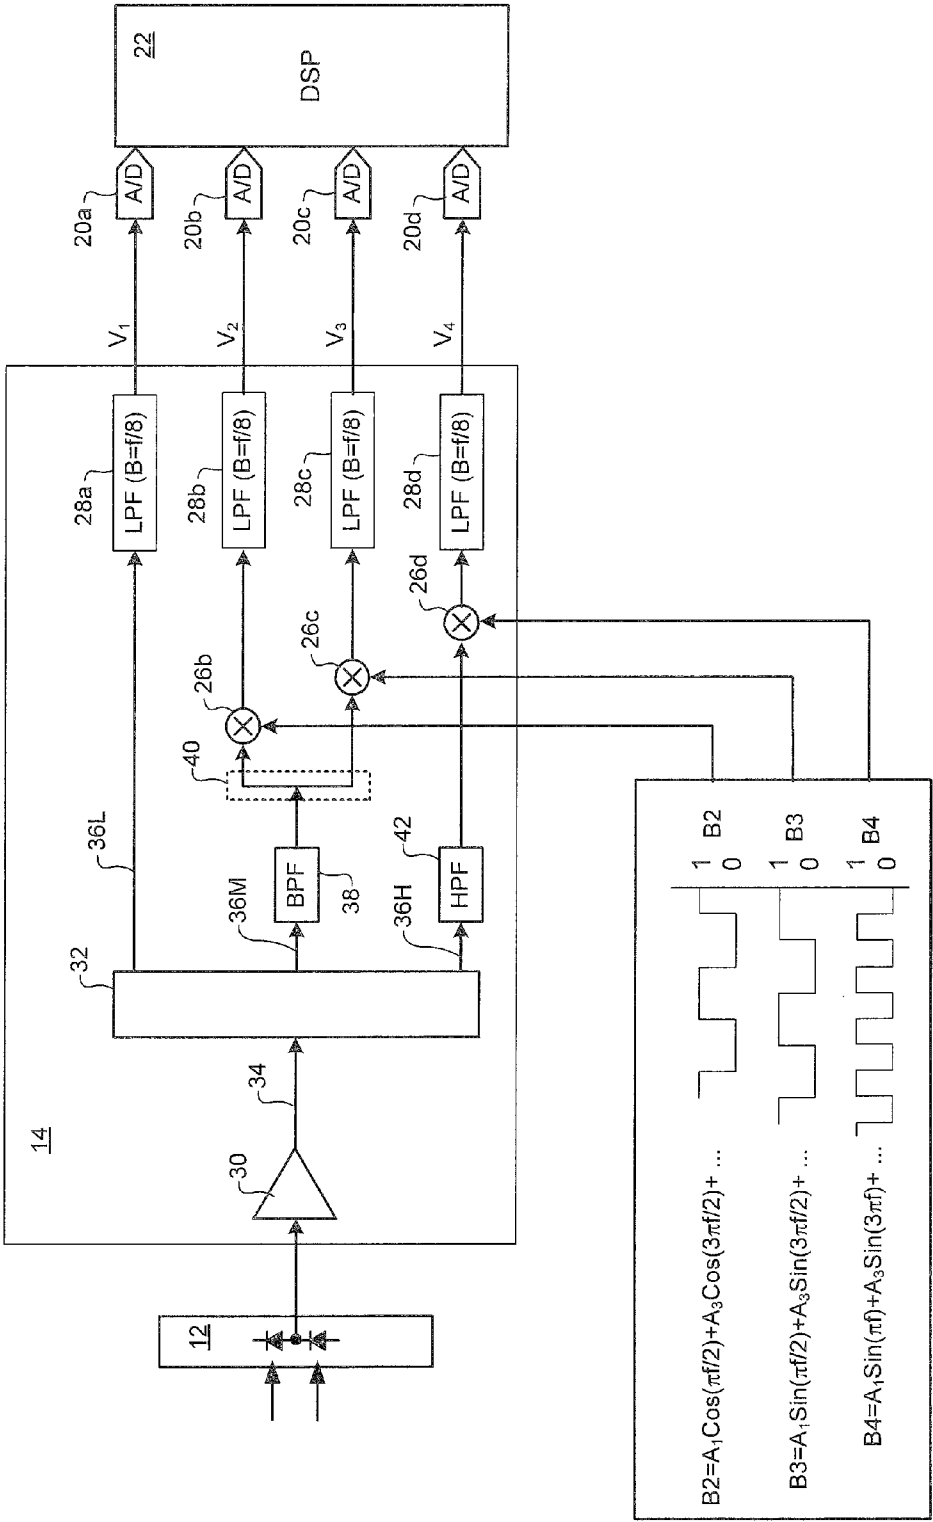 12
14
30
34
32
36L
36M
36H
BPF
38
HPF
42
40
26b
26c
26d
28a
LPF (B=f/8)
28b
LPF (B=f/8)
28c
LPF (B=f/8)
28d
LPF (B=f/8)
V₁
V₂
V₃
V₄
20a
A/D
20b
A/D
20c
A/D
20d
A/D
22
DSP
B2=A₁Cos(πf/2)+A₃Cos(3πf/2)+ ...
1
0
B2
B3=A₁Sin(πf/2)+A₃Sin(3πf/2)+ ...
1
0
B3
B4=A₁Sin(πf)+A₃Sin(3πf)+ ...
1
0
B4